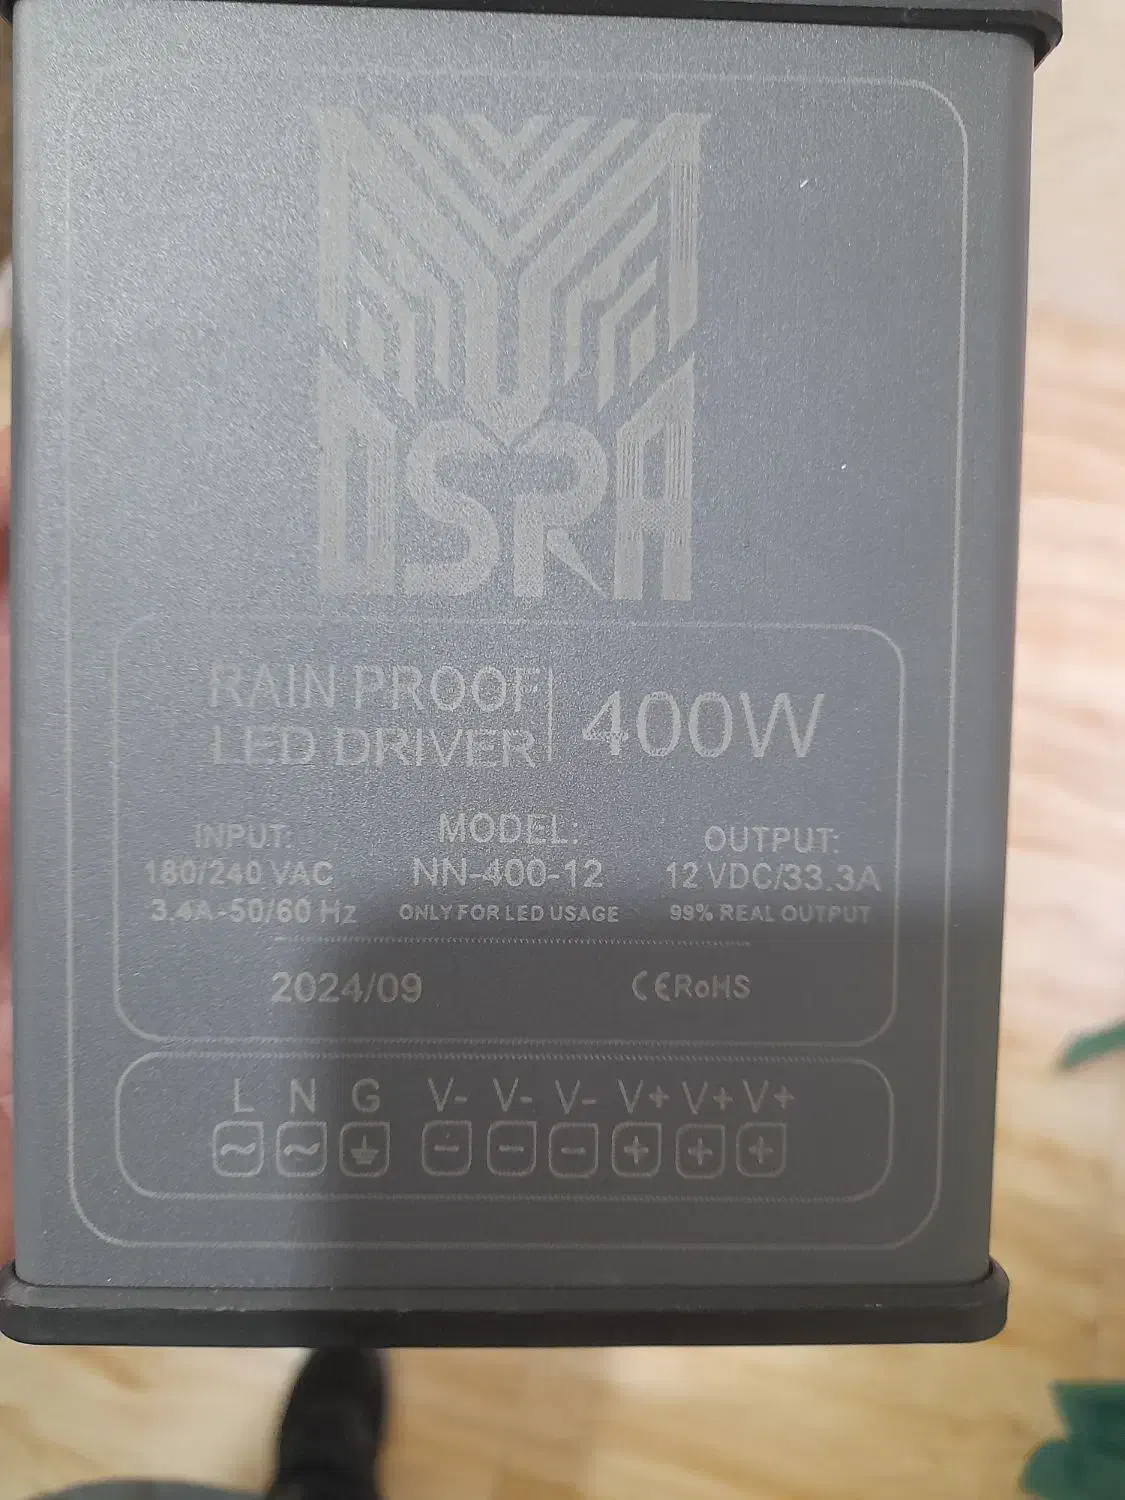 OSRA
RAIN PROOF
LED DRIVER
400W
INPUT:
180/240 VAC
3.4A-50/60 Hz
MODEL:
NN-400-12
ONLY FOR LED USAGE
OUTPUT:
12 VDC/33.3A
99% REAL OUTPUT
2024/09
CE RoHS
L N G V- V- V- V+ V+ V+